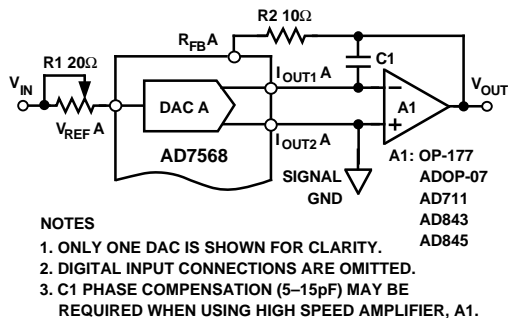 R2 10Ω
R1 20Ω
RFB A
C1
VIN
IOUT1 A
VOUT
DAC A
A1
VREF A
IOUT2 A
AD7568
SIGNAL
GND
A1: OP-177
ADOP-07
AD711
AD843
AD845
NOTES
1. ONLY ONE DAC IS SHOWN FOR CLARITY.
2. DIGITAL INPUT CONNECTIONS ARE OMITTED.
3. C1 PHASE COMPENSATION (5–15pF) MAY BE
REQUIRED WHEN USING HIGH SPEED AMPLIFIER, A1.